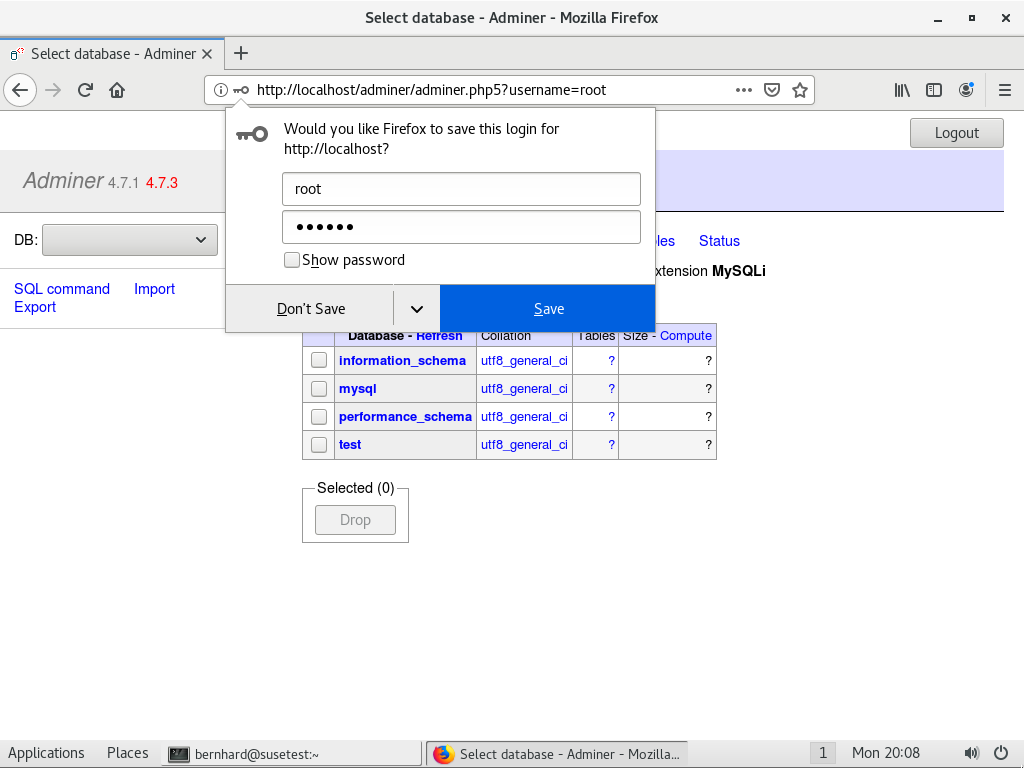 Select database - Adminer - Mozilla Firefox
Select database - Adminer
http://localhost/adminer/adminer.php5?username=root
Would you like Firefox to save this login for
http://localhost?
root
••••••
Show password
Don't Save
Save
Logout
Adminer 4.7.1 4.7.3
DB:
SQL command Import
Export
Status
MySQLi
Database - Refresh Collation Tables Size - Compute
information_schema utf8_general_ci ? ?
mysql utf8_general_ci ? ?
performance_schema utf8_general_ci ? ?
test utf8_general_ci ? ?
Selected (0)
Drop
Applications Places bernhard@susetest:~ Select database - Adminer - Mozilla... 1 Mon 20:08